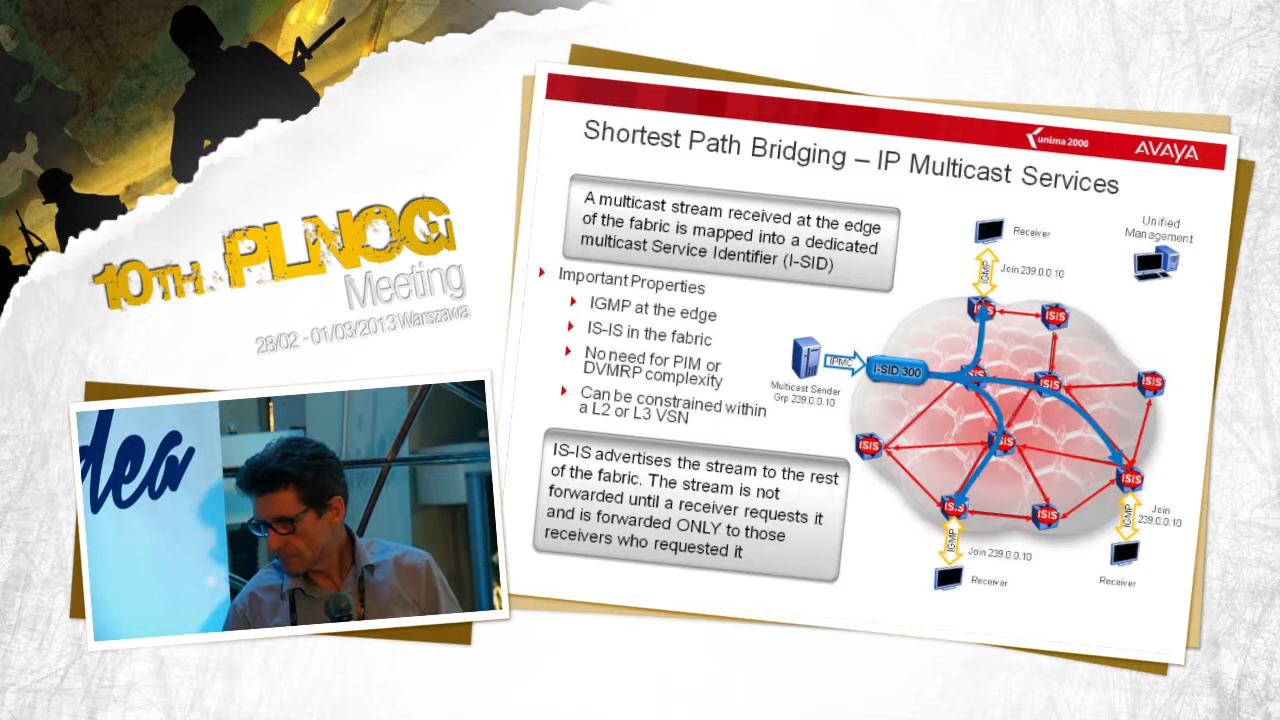 10TH PLNOG
Meeting
28/02 - 01/03/2013 Warszawa
dea
unima 2000
AVAYA
Shortest Path Bridging – IP Multicast Services
A multicast stream received at the edge
of the fabric is mapped into a dedicated
multicast Service Identifier (I-SID)
Important Properties
IGMP at the edge
IS-IS in the fabric
No need for PIM or
DVMRP complexity
Can be constrained within
a L2 or L3 VSN
IS-IS advertises the stream to the rest
of the fabric. The stream is not
forwarded until a receiver requests it
and is forwarded ONLY to those
receivers who requested it
Receiver
Unified
Management
IGMP
Join 239.0.0.10
ISIS
ISIS
IPMC
I-SID 300
ISIS
ISIS
ISIS
Multicast Sender
Grp 239.0.0.10
ISIS
ISIS
ISIS
ISIS
ISIS
IGMP
Join 239.0.0.10
Receiver
IGMP
Join
239.0.0.10
Receiver